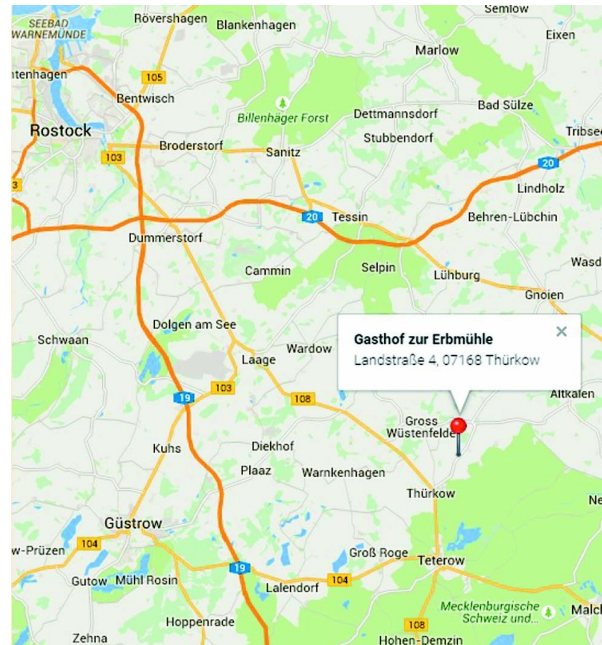 Semlow
SEEBAD
WARNEMÜNDE
Rövershagen
Blankenhagen
Eixen
Marlow
ntenhagen
105
Bentwisch
Billenhäger Forst
Bad Sülze
Dettmannsdorf
Rostock
Stubbendorf
Tribse
Broderstorf
Sanitz
103
20
3
Lindholz
20
Tessin
Behren-Lübchin
Dummerstorf
Wasd
Cammin
Selpin
Lühburg
Gnoien
Dolgen am See
Schwaan
Wardow
Laage
Gasthof zur Erbmühle
Landstraße 4, 07168 Thürkow
103
108
19
Altkalen
Gross
Wüstenfelde
Kuhs
Diekhof
Plaaz
Warnkenhagen
Thürkow
Ne
Güstrow
104
w-Prüzen
Groß Roge
Teterow
19
Gutow
Mühl Rosin
104
Lalendorf
Mecklenburgische
Schweiz und...
Malch
Hoppenrade
108
Zehna
Hohen-Demzin